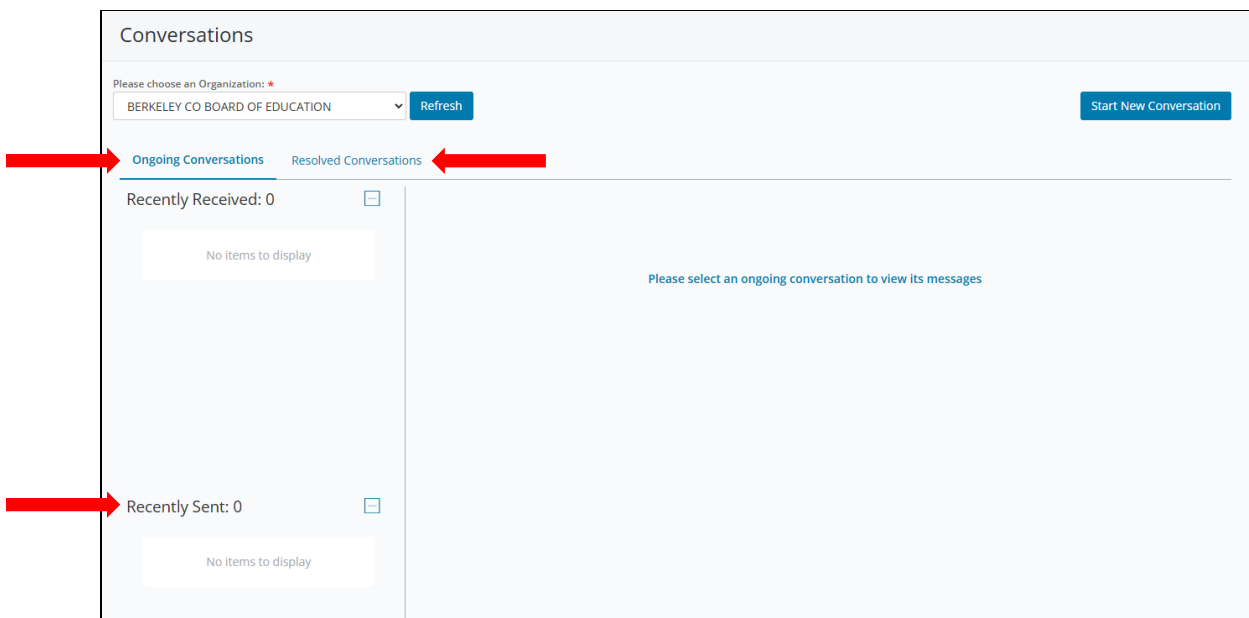 Conversations
Please choose an Organization: *
BERKELEY CO BOARD OF EDUCATION
Refresh
Start New Conversation
Ongoing Conversations
Resolved Conversations
Recently Received: 0
No items to display
Please select an ongoing conversation to view its messages
Recently Sent: 0
No items to display